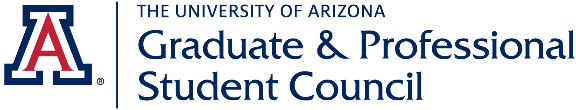 A®
THE UNIVERSITY OF ARIZONA
Graduate & Professional
Student Council